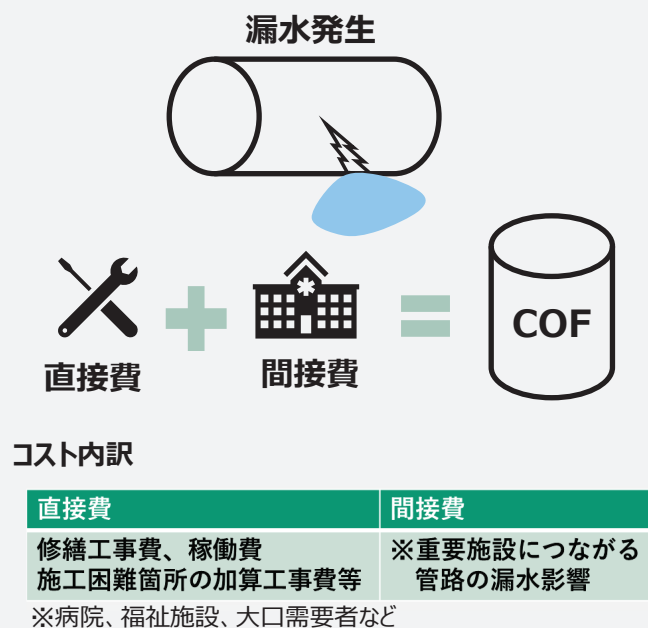 漏水発生
直接費
間接費
COF
コスト内訳
直接費
間接費
修繕工事費、稼働費
施工困難箇所の加算工事費等
※重要施設につながる
管路の漏水影響
※病院、福祉施設、大口需要者など